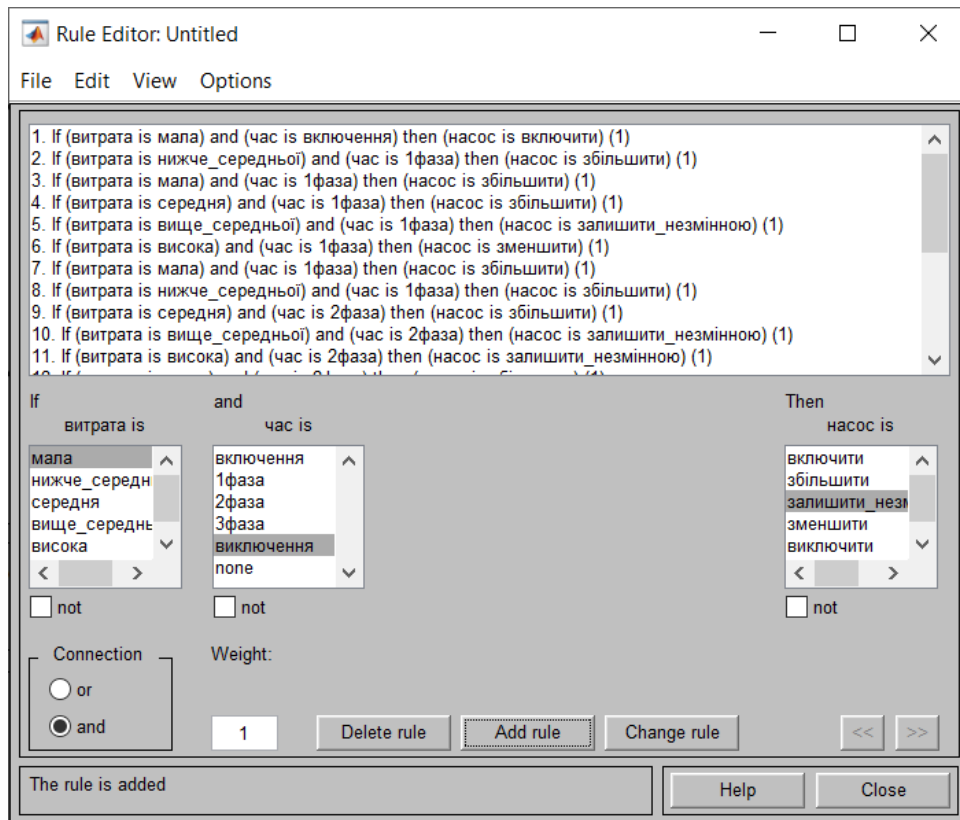 Rule Editor: Untitled
File Edit View Options
1. If (витрата is мала) and (час is включення) then (насос is включити) (1)
2. If (витрата is нижче_середньої) and (час is 1фаза) then (насос is збільшити) (1)
3. If (витрата is мала) and (час is 1фаза) then (насос is збільшити) (1)
4. If (витрата is середня) and (час is 1фаза) then (насос is збільшити) (1)
5. If (витрата is вище_середньої) and (час is 1фаза) then (насос is залишити_незмінною) (1)
6. If (витрата is висока) and (час is 1фаза) then (насос is зменшити) (1)
7. If (витрата is мала) and (час is 1фаза) then (насос is збільшити) (1)
8. If (витрата is нижче_середньої) and (час is 1фаза) then (насос is збільшити) (1)
9. If (витрата is середня) and (час is 2фаза) then (насос is збільшити) (1)
10. If (витрата is вище_середньої) and (час is 2фаза) then (насос is залишити_незмінною) (1)
11. If (витрата is висока) and (час is 2фаза) then (насос is залишити_незмінною) (1)
If and Then
витрата is час is насос is
мала включення включити
нижче_середн 1фаза збільшити
середня 2фаза залишити_незм
вище_середнь 3фаза зменшити
висока виключення виключити
none
not not not
Connection Weight:
or
and 1 Delete rule Add rule Change rule << >>
The rule is added Help Close